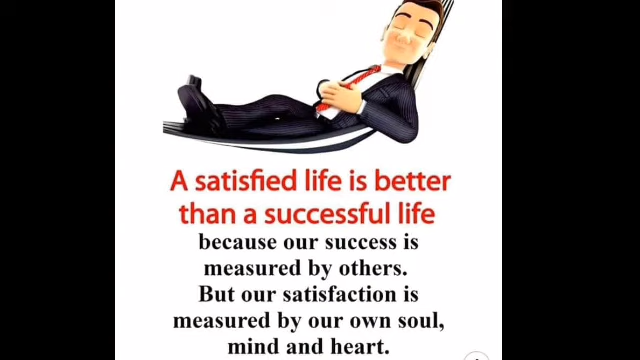 A satisfied life is better
than a successful life
because our success is
measured by others.
But our satisfaction is
measured by our own soul,
mind and heart.